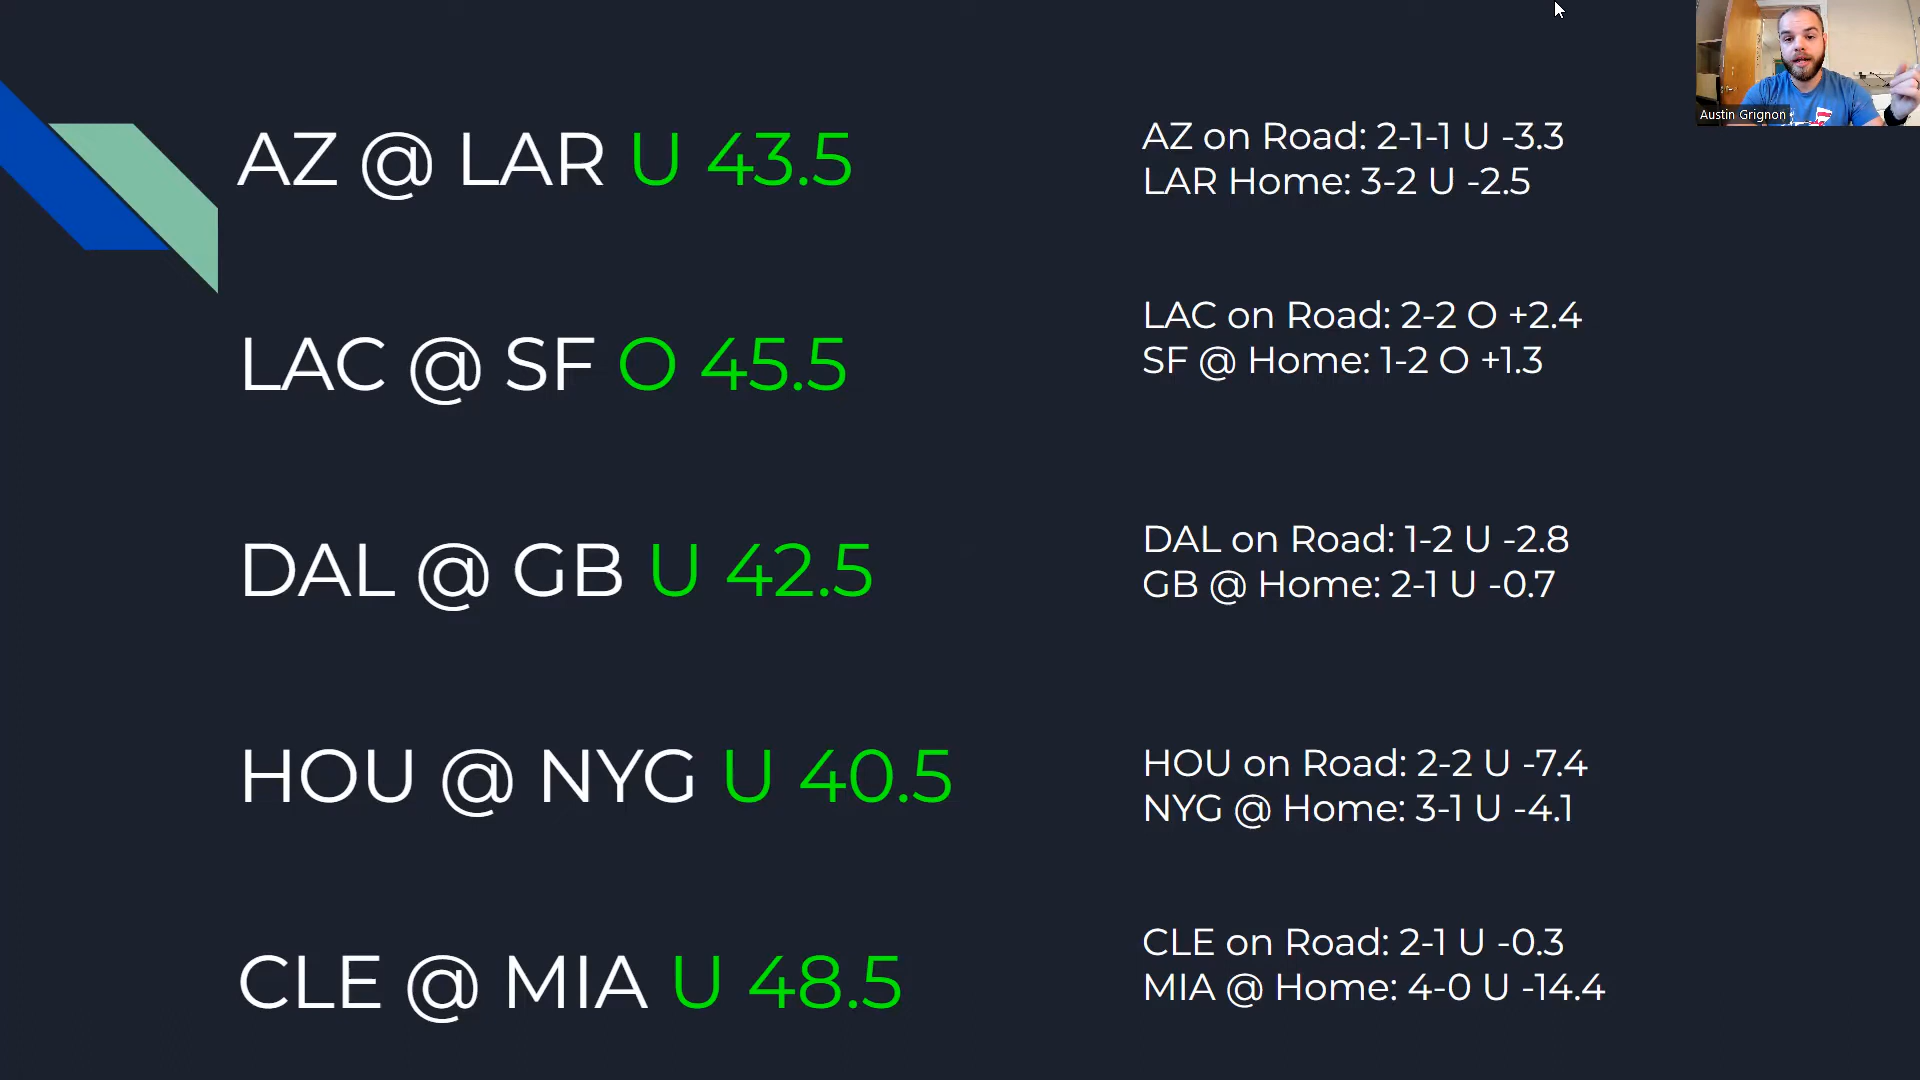 AZ @ LAR U 43.5
AZ on Road: 2-1-1 U -3.3
LAR Home: 3-2 U -2.5
LAC @ SF O 45.5
LAC on Road: 2-2 O +2.4
SF @ Home: 1-2 O +1.3
DAL @ GB U 42.5
DAL on Road: 1-2 U -2.8
GB @ Home: 2-1 U -0.7
HOU @ NYG U 40.5
HOU on Road: 2-2 U -7.4
NYG @ Home: 3-1 U -4.1
CLE @ MIA U 48.5
CLE on Road: 2-1 U -0.3
MIA @ Home: 4-0 U -14.4
Austin Grignon